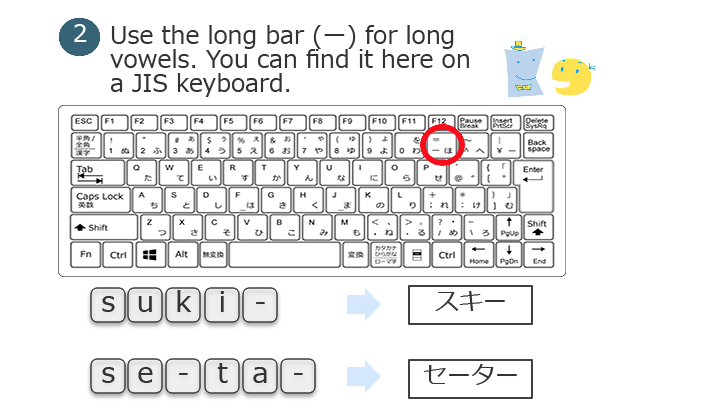 2
Use the long bar (ー) for long
vowels. You can find it here on
a JIS keyboard.
ESC F1 F2 F3 F4 F5 F6 F7 F8 F9 F10 F11 F12 Pause Break Insert PrtScr Delete SysRq
半角/全角 漢字 ! 1 ぬ " 2 ふ # ぁ 3 あ $ ぅ 4 う % ぇ 5 え & ぉ 6 お ' ゃ 7 や ( ゅ 8 ゆ ) ょ 9 よ を 0 わ = ー ほ ~ ^ へ | ¥ ー Back space
Tab Q た W て E い R す T か Y ん U な I に O ら P せ @ ゛ { 「 [ ゜ Enter
Caps Lock 英数 A ち S と D し F は G き H く J ま K の L り + ; れ * : け } 」 ] む
Shift Z つ X さ C そ V ひ B こ N み M も < 、 , ね > 。 . る ? ・ / め \ ろ PgUp Shift
Fn Ctrl Alt 無変換 変換 カタカナ ひらがな ローマ字 Ctrl Home PgDn End
s u k i - スキー
s e - t a - セーター